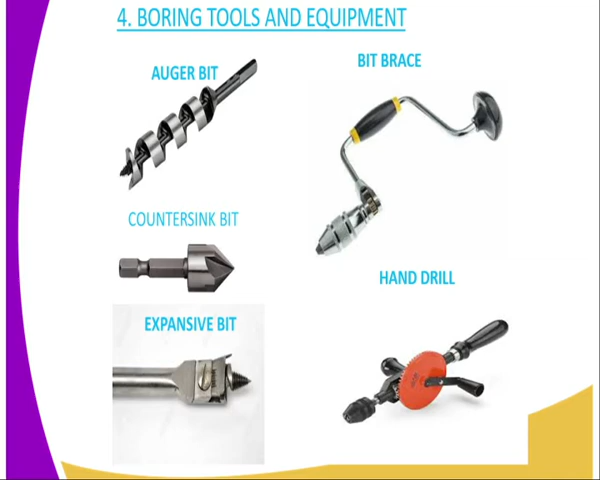 4. BORING TOOLS AND EQUIPMENT
AUGER BIT
BIT BRACE
COUNTERSINK BIT
HAND DRILL
EXPANSIVE BIT